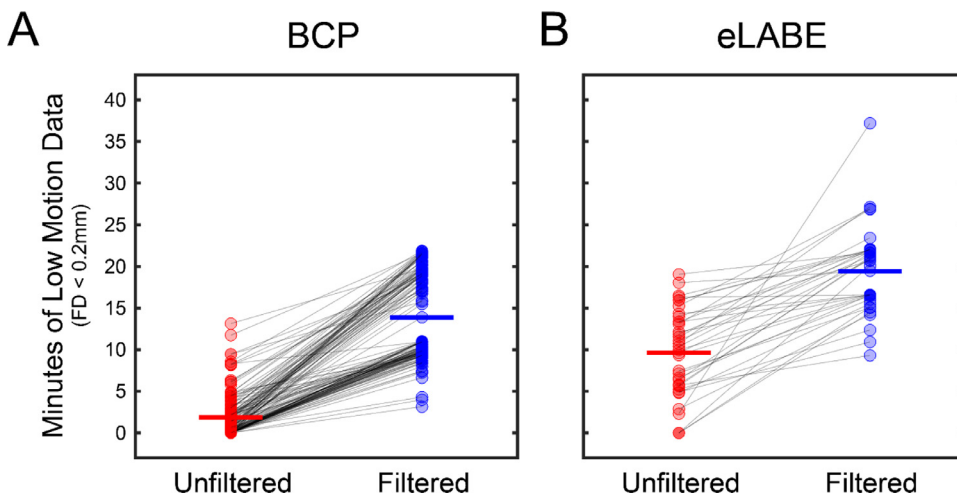 A
BCP
B
eLABE
Minutes of Low Motion Data
(FD < 0.2mm)
40
35
30
25
20
15
10
5
0
Unfiltered
Filtered
Unfiltered
Filtered